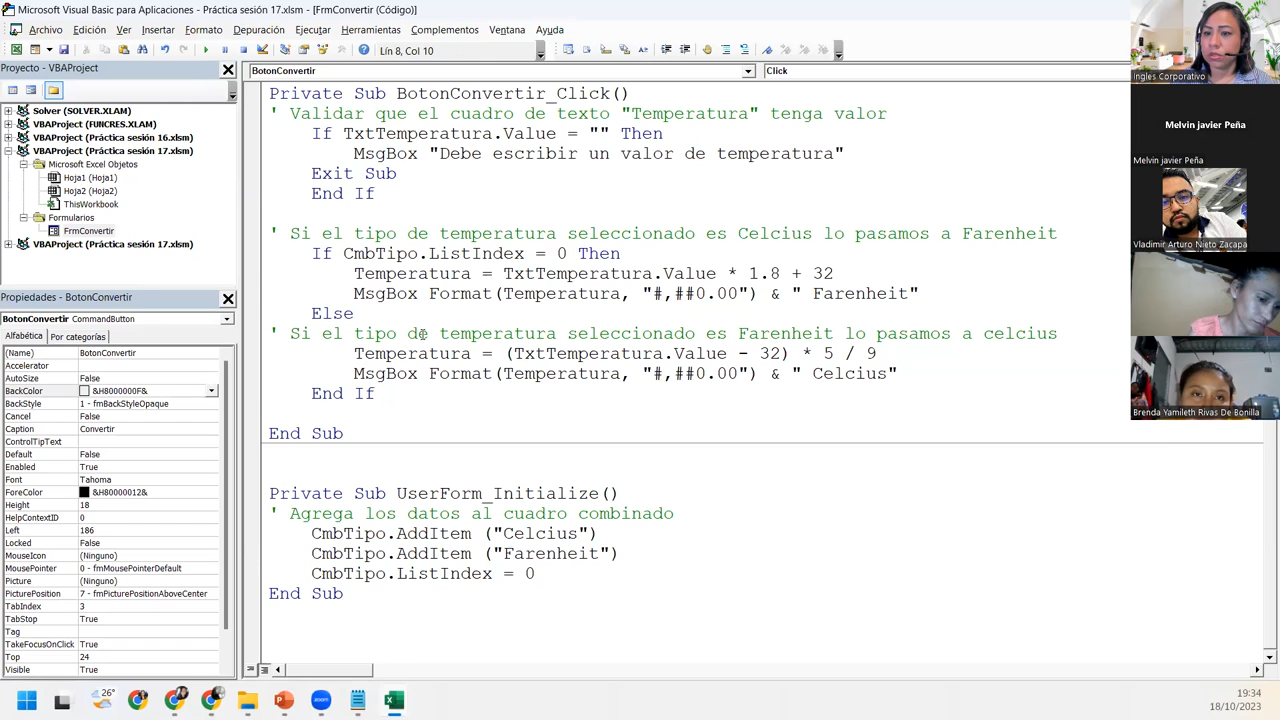 Microsoft Visual Basic para Aplicaciones - Práctica sesión 17.xlsm - [FrmConvertir (Código)]
Archivo Edición Ver Insertar Formato Depuración Ejecutar Herramientas Complementos Ventana Ayuda
Lín 8, Col 10
Proyecto - VBAProject
Solver (SOLVER.XLAM)
VBAProject (FUNCRES.XLAM)
VBAProject (Práctica sesión 16.xlsm)
VBAProject (Práctica sesión 17.xlsm)
Microsoft Excel Objetos
Hoja1 (Hoja1)
Hoja2 (Hoja2)
ThisWorkbook
Formularios
FrmConvertir
VBAProject (Práctica sesión 17.xlsm)
Propiedades - BotonConvertir
BotonConvertir CommandButton
Alfabética Por categorías
(Name) BotonConvertir
Accelerator
AutoSize False
BackColor &H8000000F&
BackStyle 1 - fmBackStyleOpaque
Cancel False
Caption Convertir
ControlTipText
Default False
Enabled True
Font Tahoma
ForeColor &H80000012&
Height 18
HelpContextID 0
Left 186
Locked False
MouseIcon (Ninguno)
MousePointer 0 - fmMousePointerDefault
Picture (Ninguno)
PicturePosition 7 - fmPicturePositionAboveCenter
TabIndex 3
TabStop True
Tag
TakeFocusOnClick True
Top 24
Visible True
BotonConvertir Click
Private Sub BotonConvertir_Click()
' Validar que el cuadro de texto "Temperatura" tenga valor
If TxtTemperatura.Value = "" Then
MsgBox "Debe escribir un valor de temperatura"
Exit Sub
End If
' Si el tipo de temperatura seleccionado es Celcius lo pasamos a Farenheit
If CmbTipo.ListIndex = 0 Then
Temperatura = TxtTemperatura.Value * 1.8 + 32
MsgBox Format(Temperatura, "#,##0.00") & " Farenheit"
Else
' Si el tipo de temperatura seleccionado es Farenheit lo pasamos a celcius
Temperatura = (TxtTemperatura.Value - 32) * 5 / 9
MsgBox Format(Temperatura, "#,##0.00") & " Celcius"
End If
End Sub
Private Sub UserForm_Initialize()
' Agrega los datos al cuadro combinado
CmbTipo.AddItem ("Celcius")
CmbTipo.AddItem ("Farenheit")
CmbTipo.ListIndex = 0
End Sub
Ingles Corporativo
Melvin javier Peña
Melvin javier Peña
Vladimir Arturo Nieto Zacapa
Brenda Yamileth Rivas De Bonilla
26°
zoom
19:34
18/10/2023